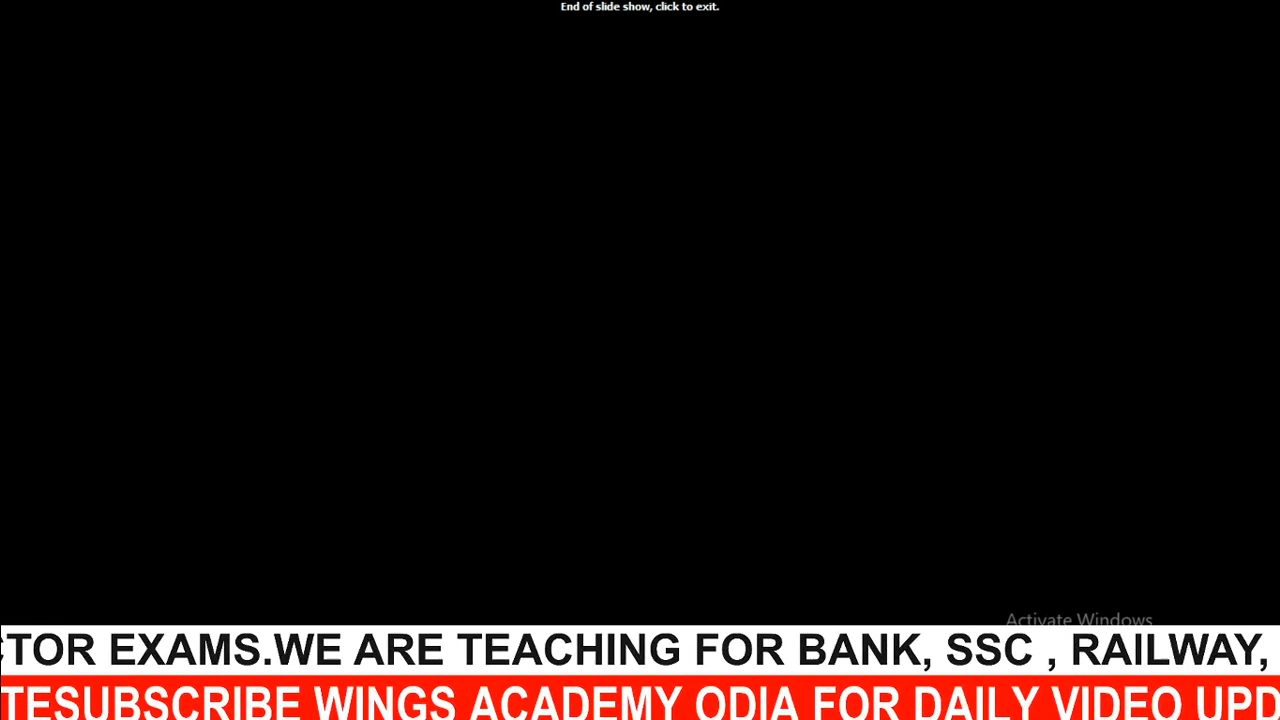 End of slide show, click to exit.
Activate Windows
CTOR EXAMS.WE ARE TEACHING FOR BANK, SSC , RAILWAY,
TESUBSCRIBE WINGS ACADEMY ODIA FOR DAILY VIDEO UPD